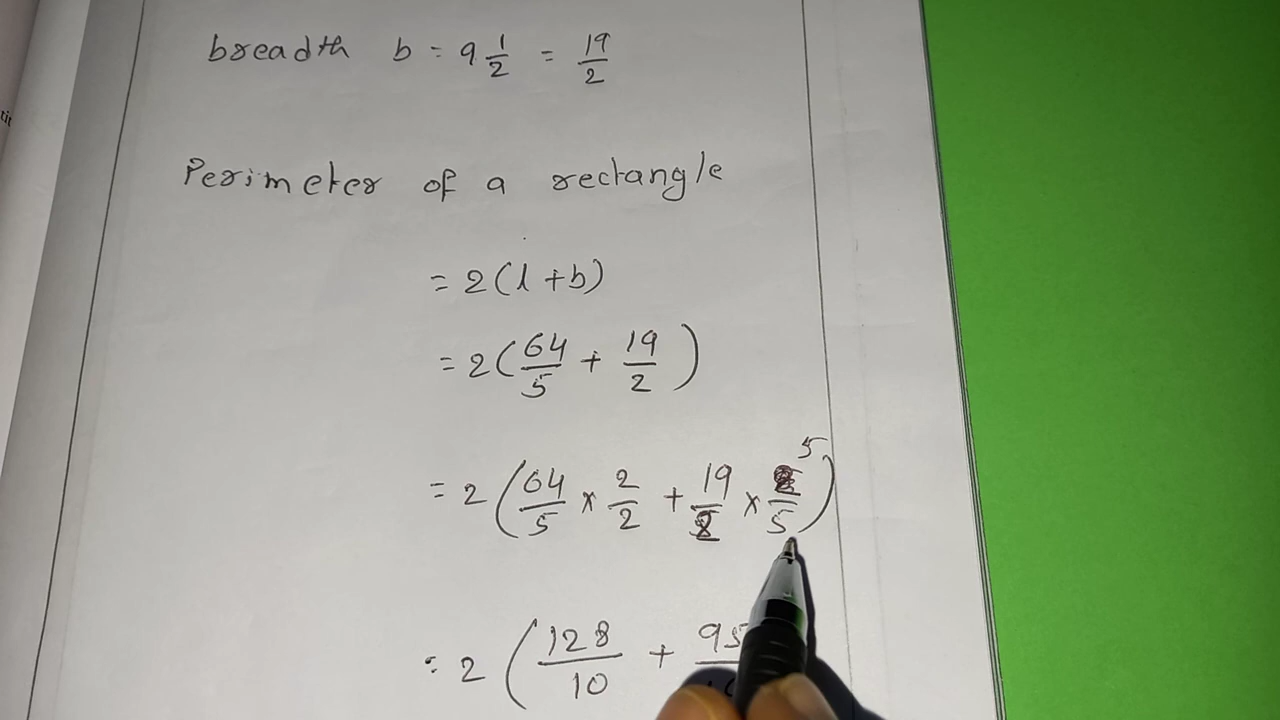 breadth b = 9 1/2 = 19/2
Perimeter of a rectangle
= 2(l+b)
= 2(64/5 + 19/2)
= 2(64/5 × 2/2 + 19/2 × 5/5)
= 2(128/10 + 95